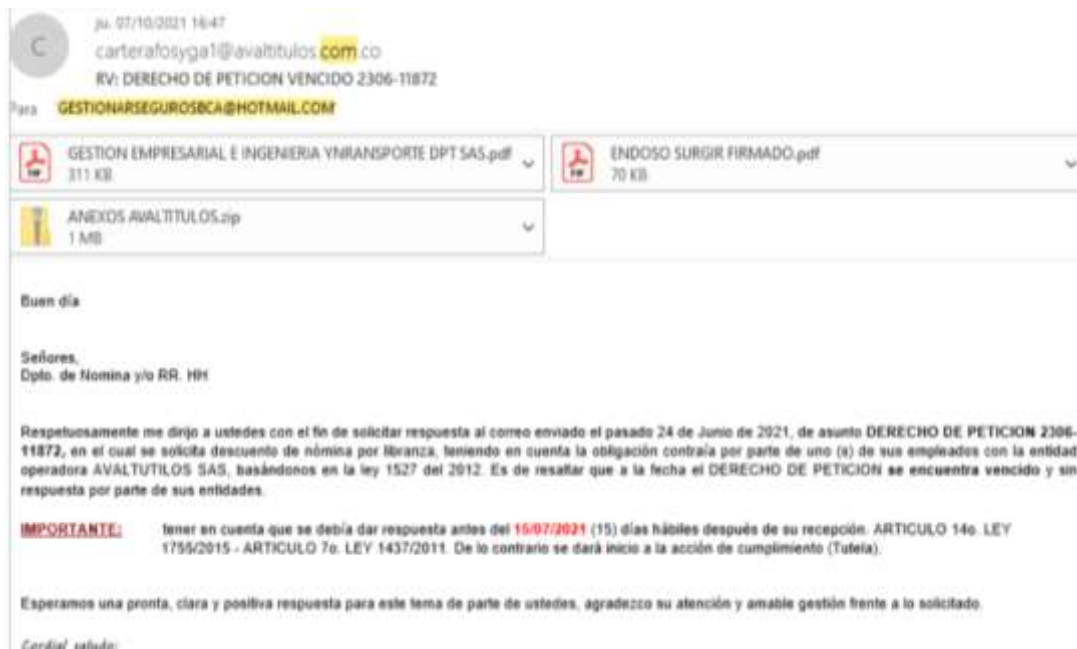 C
ju. 07/10/2021 16:47
carterafosyga1@avaltitulos.com.co
RV: DERECHO DE PETICION VENCIDO 2306-11872
Para GESTIONARSEGUROSBCA@HOTMAIL.COM
GESTION EMPRESARIAL E INGENIERIA YNRANSPORTE DPT SAS.pdf
311 KB
ENDOSO SURGIR FIRMADO.pdf
70 KB
ANEXOS AVALTITULOS.zip
1 MB
Buen día
Señores,
Dpto. de Nomina y/o RR. HH
Respetuosamente me dirijo a ustedes con el fin de solicitar respuesta al correo enviado el pasado 24 de Junio de 2021, de asunto DERECHO DE PETICION 2306-
11872, en el cual se solicita descuento de nómina por libranza, teniendo en cuenta la obligación contraía por parte de uno (a) de sus empleados con la entidad
operadora AVALTUTILOS SAS, basándonos en la ley 1527 del 2012. Es de resaltar que a la fecha el DERECHO DE PETICION se encuentra vencido y sin
respuesta por parte de sus entidades.
IMPORTANTE: tener en cuenta que se debía dar respuesta antes del 15/07/2021 (15) días hábiles después de su recepción. ARTICULO 14o. LEY
1755/2015 - ARTICULO 7o. LEY 1437/2011. De lo contrario se dará inicio a la acción de cumplimiento (Tutela).
Esperamos una pronta, clara y positiva respuesta para este tema de parte de ustedes, agradezco su atención y amable gestión frente a lo solicitado.
Cordial saludo: